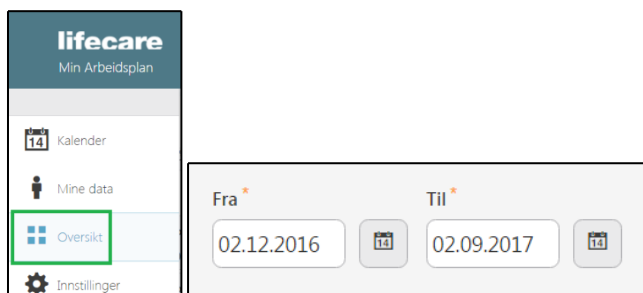 lifecare
Min Arbeidsplan
14 Kalender
Mine data
Oversikt
Innstillinger
Fra * Til *
02.12.2016 14 02.09.2017 14